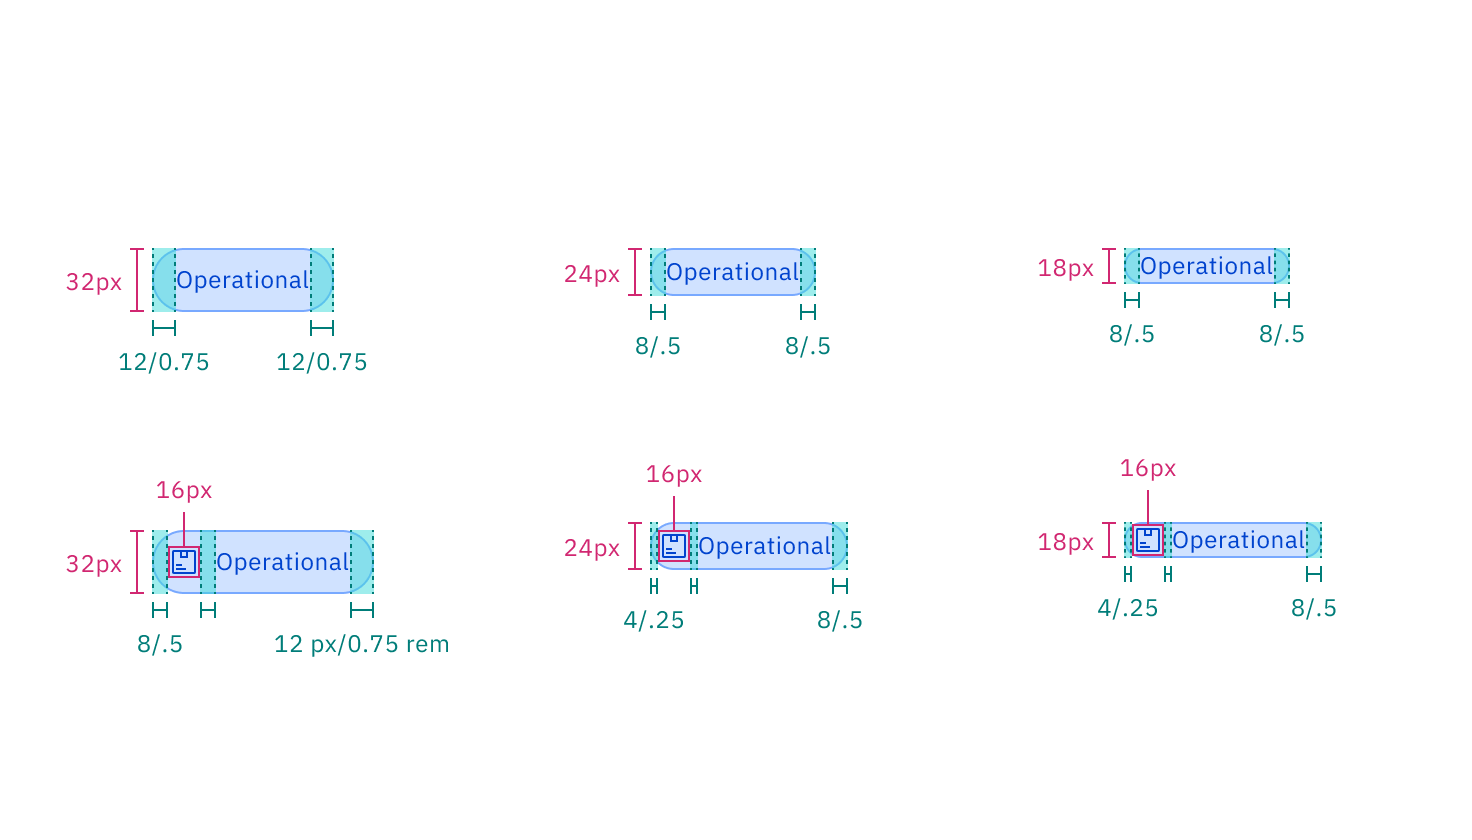 32px
Operational
12/0.75
12/0.75
24px
Operational
8/.5
8/.5
18px
Operational
8/.5
8/.5
16px
32px
Operational
8/.5
12 px/0.75 rem
16px
24px
Operational
4/.25
8/.5
16px
18px
Operational
4/.25
8/.5